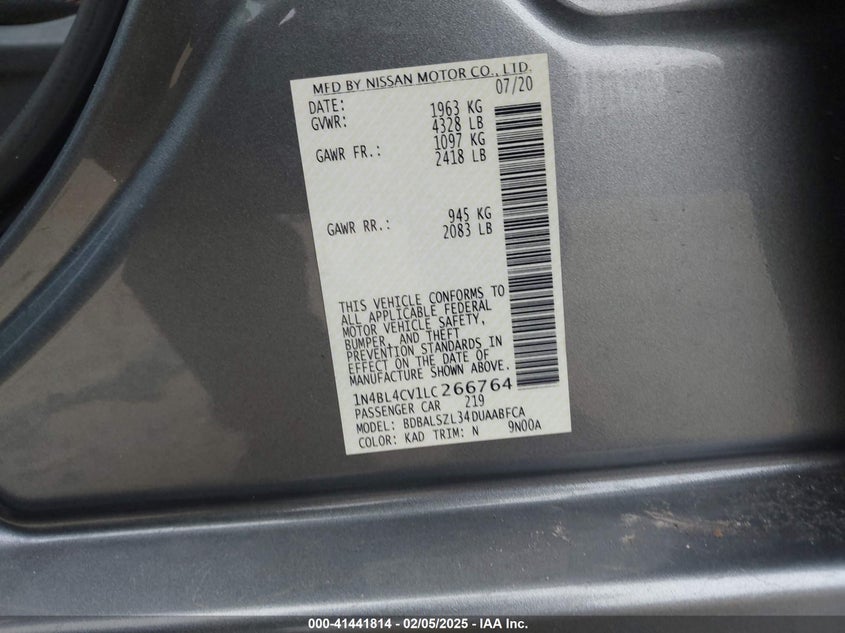 MFD BY NISSAN MOTOR CO., LTD.
DATE: 07/20
GVWR: 1963 KG
4328 LB
GAWR FR.: 1097 KG
2418 LB
GAWR RR.: 945 KG
2083 LB
THIS VEHICLE CONFORMS TO
ALL APPLICABLE FEDERAL
MOTOR VEHICLE SAFETY,
BUMPER, AND THEFT
PREVENTION STANDARDS IN
EFFECT ON THE DATE OF
MANUFACTURE SHOWN ABOVE.
1N4BL4CV1LC266764
PASSENGER CAR 219
MODEL: BDBALSZL34DUAABFCA
COLOR: KAD TRIM: N 9N00A
000-41441814 - 02/05/2025 - IAA Inc.